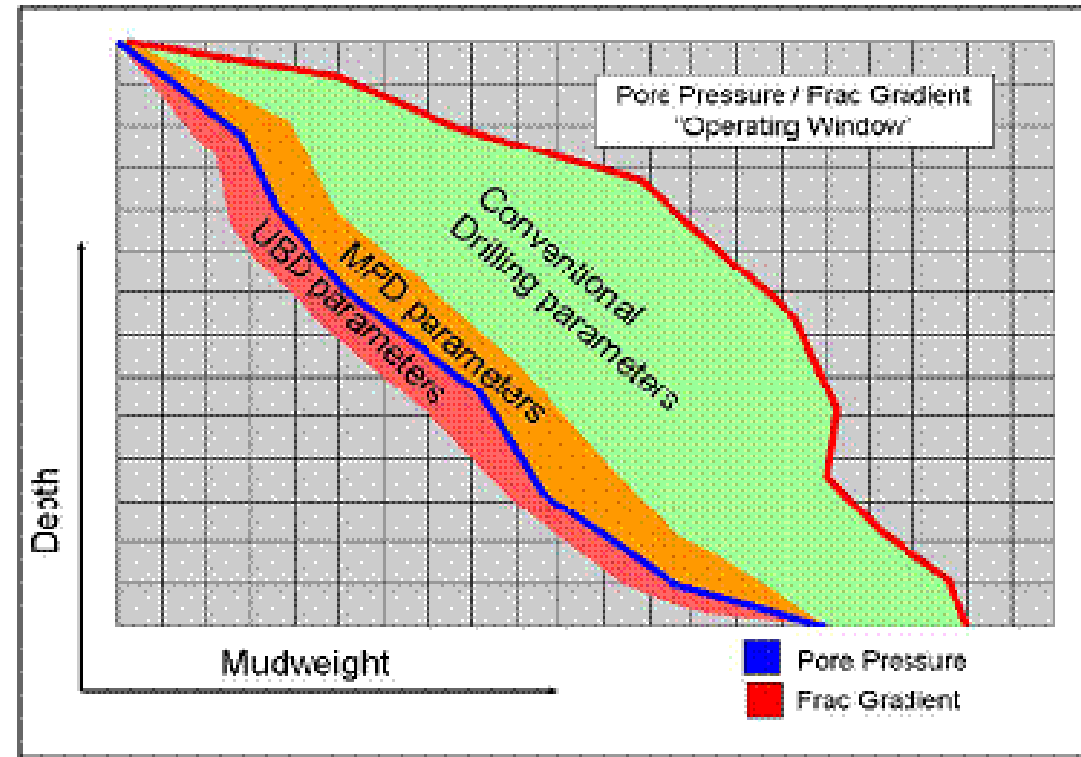 Pore Pressure / Frac Gradient
"Operating Window"
Conventional
Drilling parameters
MPD parameters
UBD parameters
Depth
Mudweight
Pore Pressure
Frac Gradient